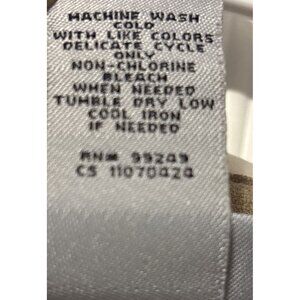 MACHINE WASH
COLD
WITH LIKE COLORS
DELICATE CYCLE
ONLY
NON-CHLORINE
BLEACH
WHEN NEEDED
TUMBLE DRY LOW
COOL IRON
IF NEEDED
RN# 99249
CS 11070424